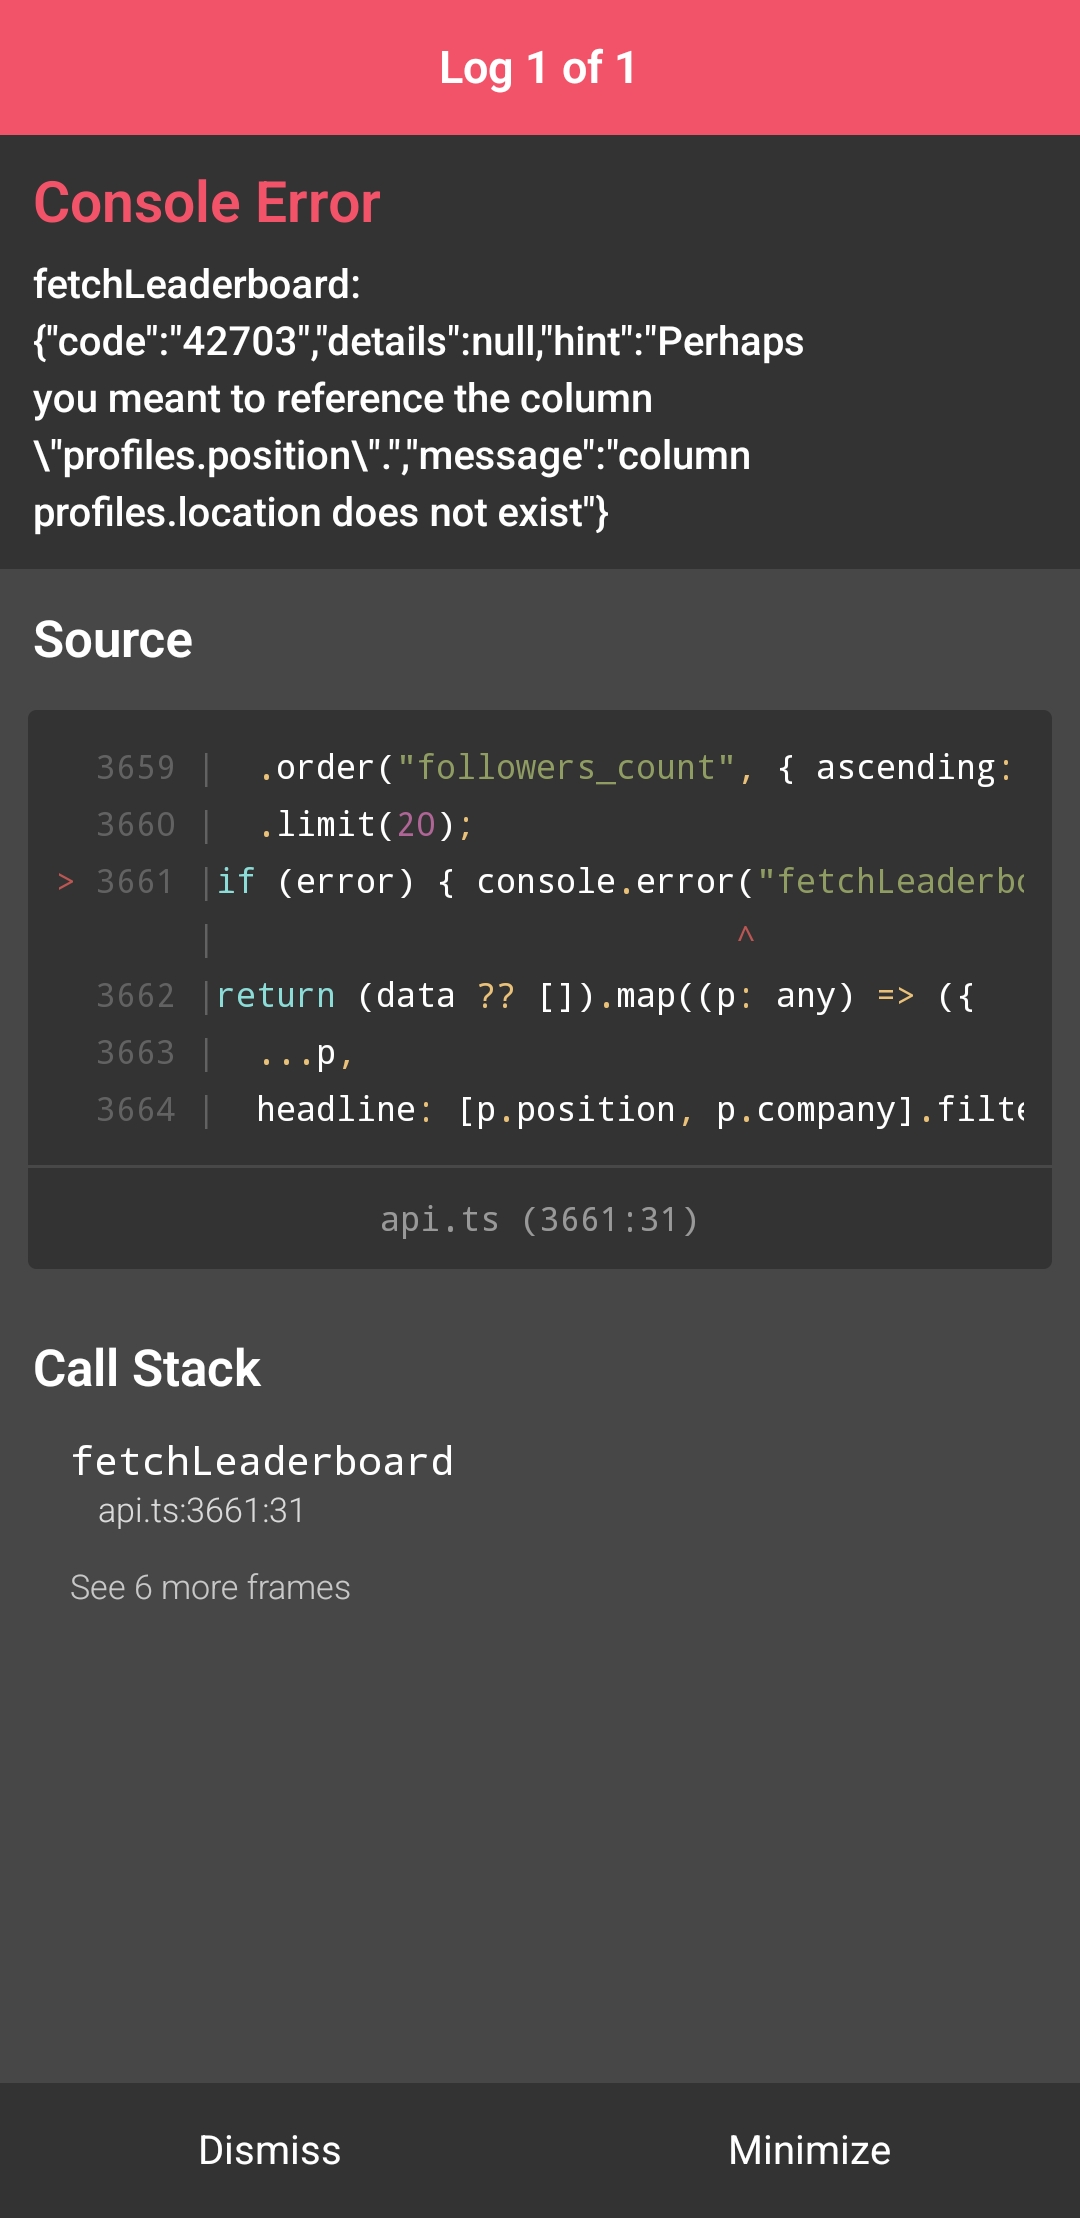 Log 1 of 1
Console Error
fetchLeaderboard:
{"code":"42703","details":null,"hint":"Perhaps
you meant to reference the column
\"profiles.position\".","message":"column
profiles.location does not exist"}
Source
3659 |  .order("followers_count", { ascending:
3660 |  .limit(20);
> 3661 |if (error) { console.error("fetchLeaderbo
|                          ^
3662 |return (data ?? []).map((p: any) => ({
3663 |  ...p,
3664 |  headline: [p.position, p.company].filte
api.ts (3661:31)
Call Stack
fetchLeaderboard
api.ts:3661:31
See 6 more frames
Dismiss
Minimize